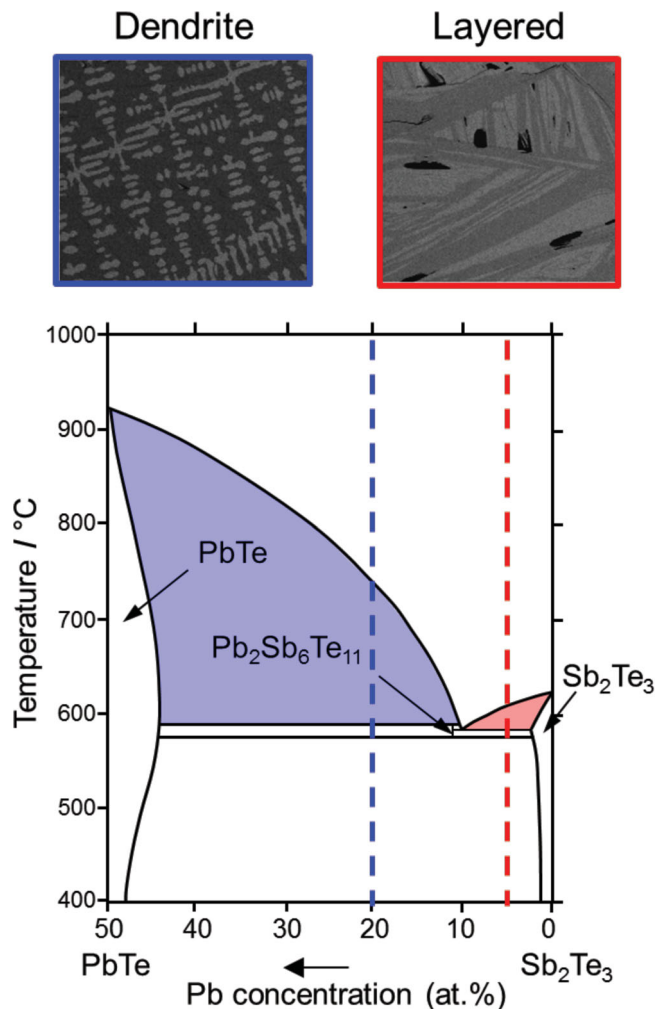 Dendrite
Layered
1000
900
800
700
600
500
400
Temperature / °C
PbTe
Pb₂Sb₆Te₁₁
Sb₂Te₃
50
40
30
20
10
0
PbTe
Sb₂Te₃
Pb concentration (at.%)